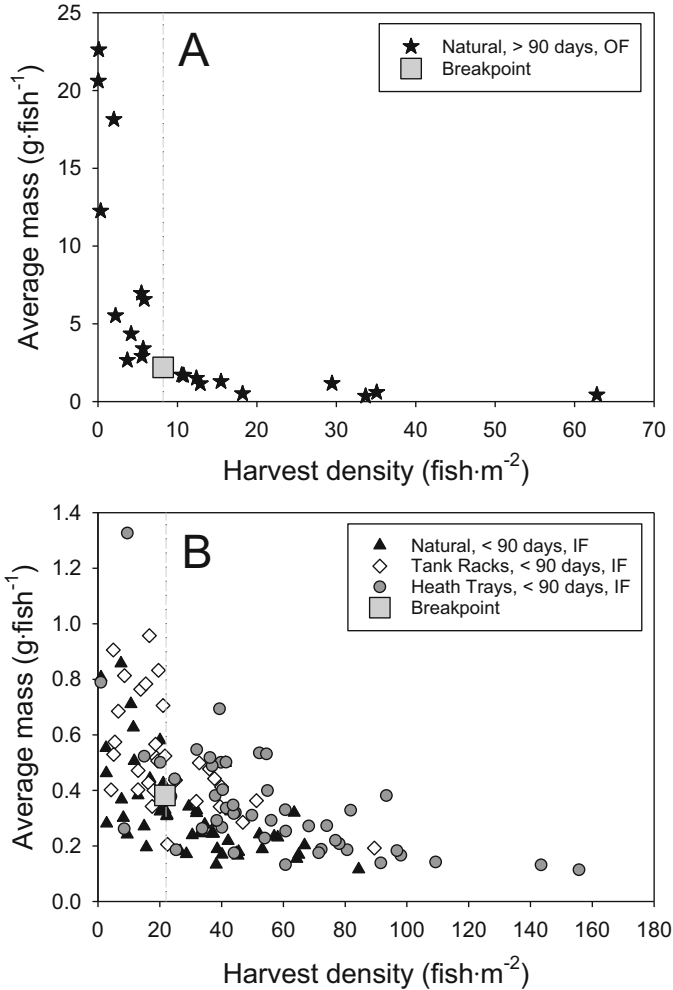 A
Natural, > 90 days, OF
Breakpoint
25
20
15
10
5
0
Average mass (g·fish⁻¹)
0 10 20 30 40 50 60 70
Harvest density (fish·m⁻²)
B
Natural, < 90 days, IF
Tank Racks, < 90 days, IF
Heath Trays, < 90 days, IF
Breakpoint
1.4
1.2
1.0
0.8
0.6
0.4
0.2
0.0
Average mass (g·fish⁻¹)
0 20 40 60 80 100 120 140 160 180
Harvest density (fish·m⁻²)